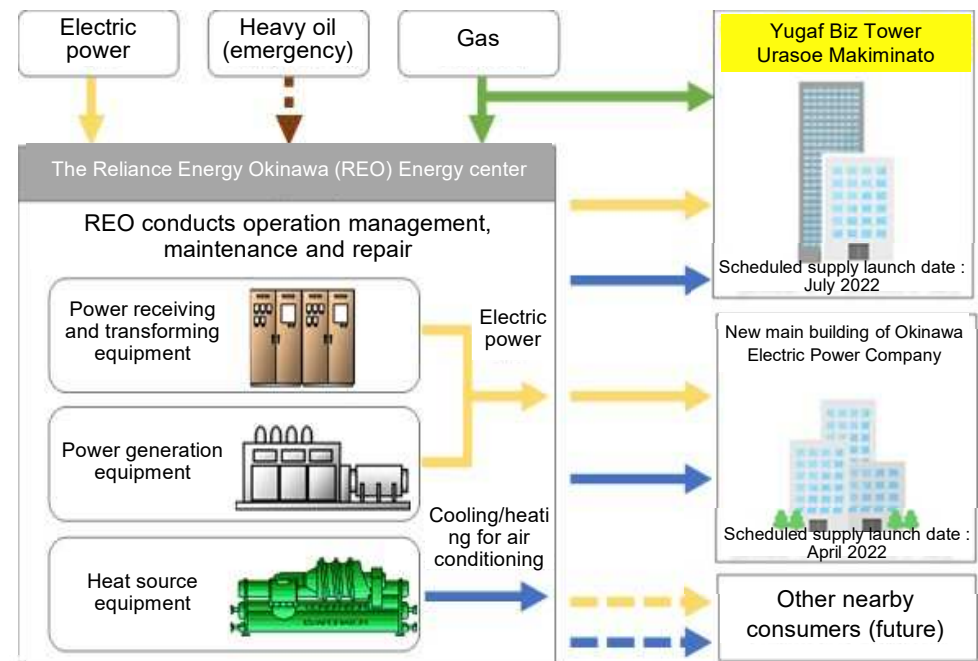 Electric
power
Heavy oil
(emergency)
Gas
Yugaf Biz Tower
Urasoe Makiminato
Scheduled supply launch date :
July 2022
The Reliance Energy Okinawa (REO) Energy center
REO conducts operation management,
maintenance and repair
Power receiving
and transforming
equipment
Electric
power
Power generation
equipment
Cooling/heati
ng for air
conditioning
Heat source
equipment
New main building of Okinawa
Electric Power Company
Scheduled supply launch date :
April 2022
Other nearby
consumers (future)